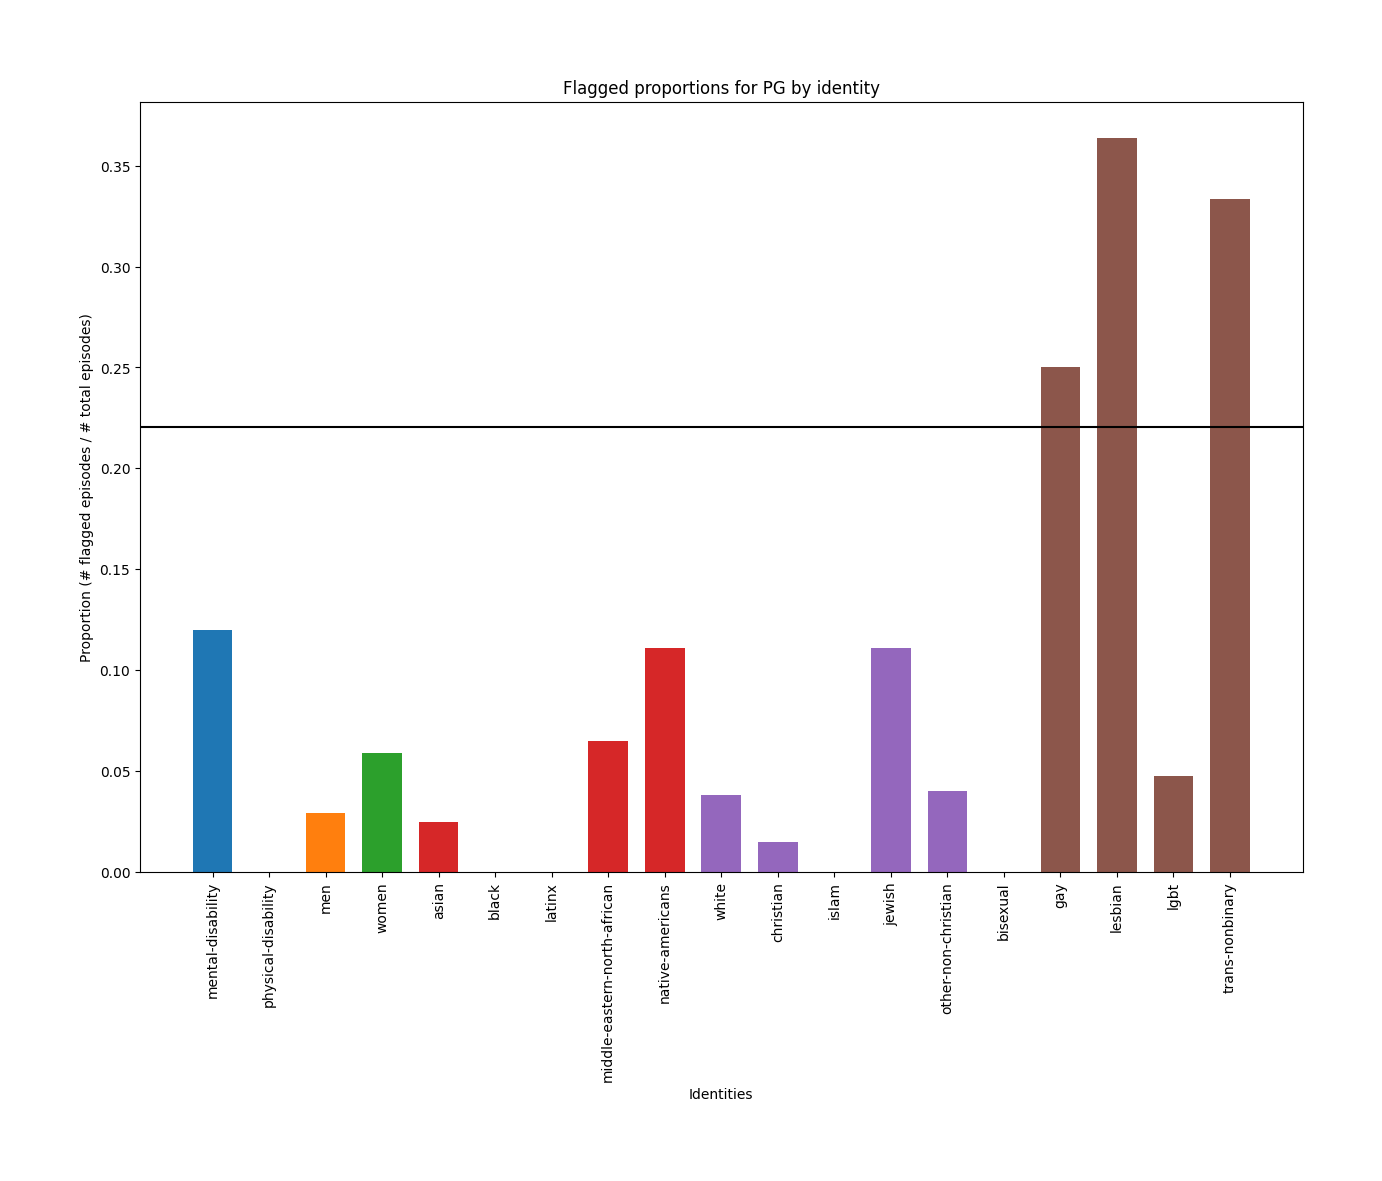 Flagged proportions for PG by identity
Proportion (# flagged episodes / # total episodes)
0.35
0.30
0.25
0.20
0.15
0.10
0.05
0.00
mental-disability
physical-disability
men
women
asian
black
latinx
middle-eastern-north-african
native-americans
white
christian
islam
jewish
other-non-christian
bisexual
gay
lesbian
lgbt
trans-nonbinary
Identities